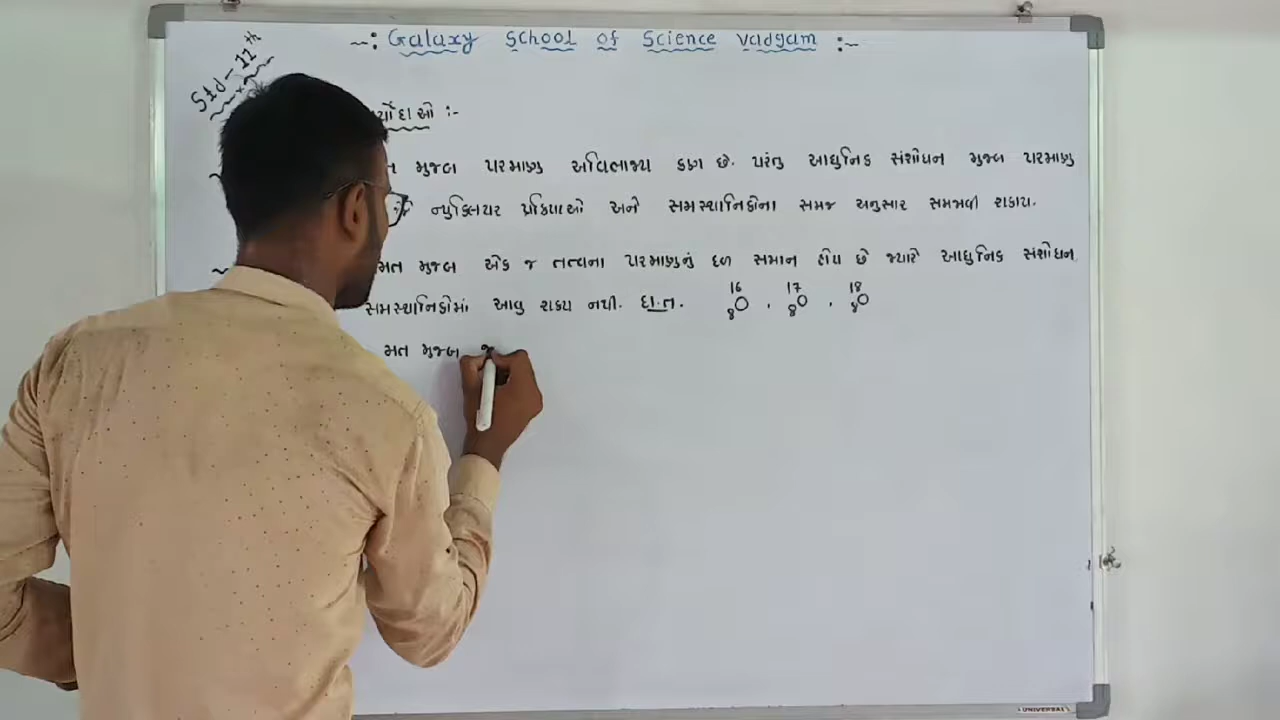 -: Galaxy School of Science Vadgam :-
Std-11th
મુજબ પરમાણુ અવિભાજ્ય કણ છે. પરંતુ આધુનિક સંશોધન મુજબ પરમાણુ
ન્યુક્લિયર પ્રક્રિયાઓ અને સમસ્થાનિકોના સમજ અનુસાર સમજાવી શકાય.
મત મુજબ એક જ તત્વના પરમાણુનું દળ સમાન હોય છે જ્યારે આધુનિક સંશોધન
સમસ્થાનિકોમાં આવુ શક્ય નથી. દા.ત. ¹⁶₈O , ¹⁷₈O , ¹⁸₈O
મત મુજબ
UNIVERSAL